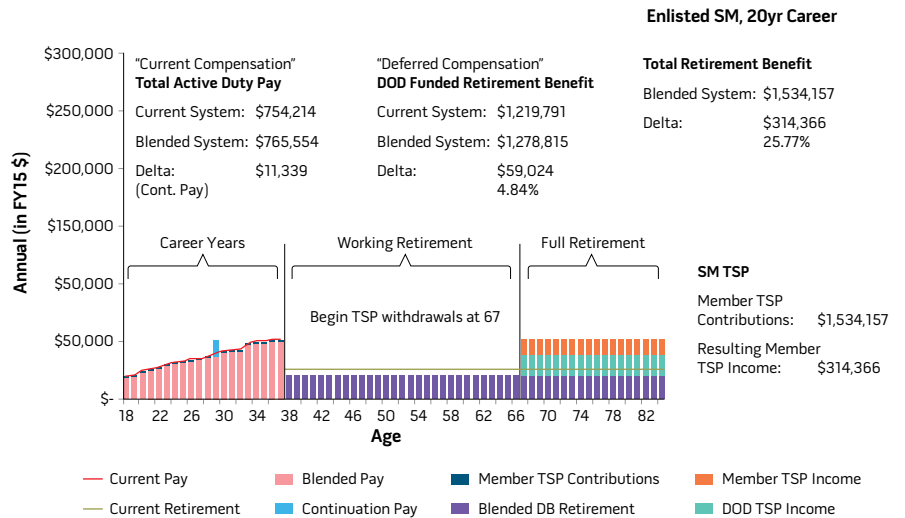 Enlisted SM, 20yr Career
Annual (in FY15 $)
$300,000
$250,000
$200,000
$150,000
$50,000
$50,000
$-
"Current Compensation"
Total Active Duty Pay
Current System: $754,214
Blended System: $765,554
Delta: $11,339
(Cont. Pay)
"Deferred Compensation"
DOD Funded Retirement Benefit
Current System: $1,219,791
Blended System: $1,278,815
Delta: $59,024
4.84%
Total Retirement Benefit
Blended System: $1,534,157
Delta: $314,366
25.77%
Career Years
Working Retirement
Full Retirement
Begin TSP withdrawals at 67
SM TSP
Member TSP
Contributions: $1,534,157
Resulting Member
TSP Income: $314,366
18 22 26 30 34 38 42 46 50 54 58 62 66 70 74 78 82
Age
Current Pay
Blended Pay
Member TSP Contributions
Member TSP Income
Current Retirement
Continuation Pay
Blended DB Retirement
DOD TSP Income